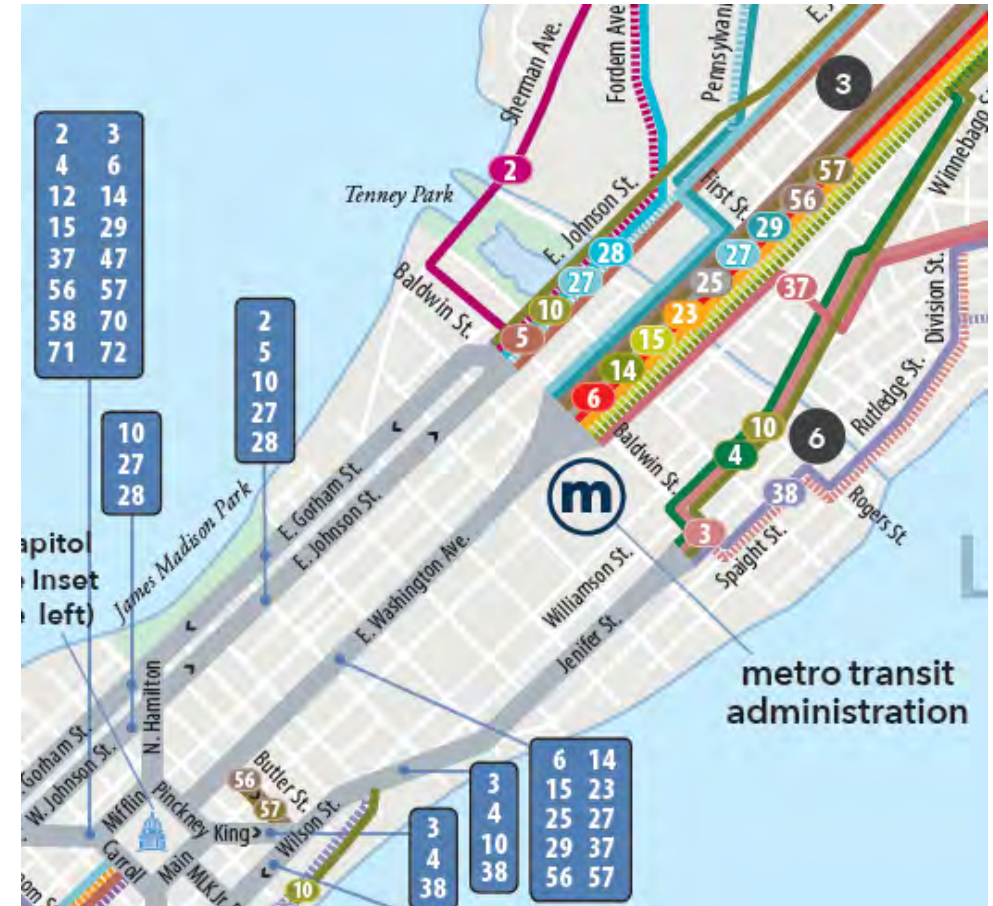 Sherman Ave.
Fordem Ave
Pennsylvan
E. J
3
2 3
4 6
12 14
15 29
37 47
56 57
58 70
71 72
2
Tenney Park
First St.
57
56
Winnebago S
29
E. Johnson St.
28
27
27
25
37
Division St.
10
23
Baldwin St.
5
15
14
6
2
5
10
27
28
Rutledge St.
10
6
4
Baldwin St.
10
27
28
m
38
Rogers St.
3
Spaight St.
E. Gorham St.
E. Johnson St.
James Madison Park
apitol
Inset
left)
E. Washington Ave.
Williamson St.
Jenifer St.
L
metro transit
administration
N. Hamilton
Gorham St.
W. Johnson St.
Mifflin
Pinckney
56
57
Butler St.
King
Wilson St.
Carroll
Main
MLK Jr.
10
3
4
38
3
4
10
38
6 14
15 23
25 27
29 37
56 57